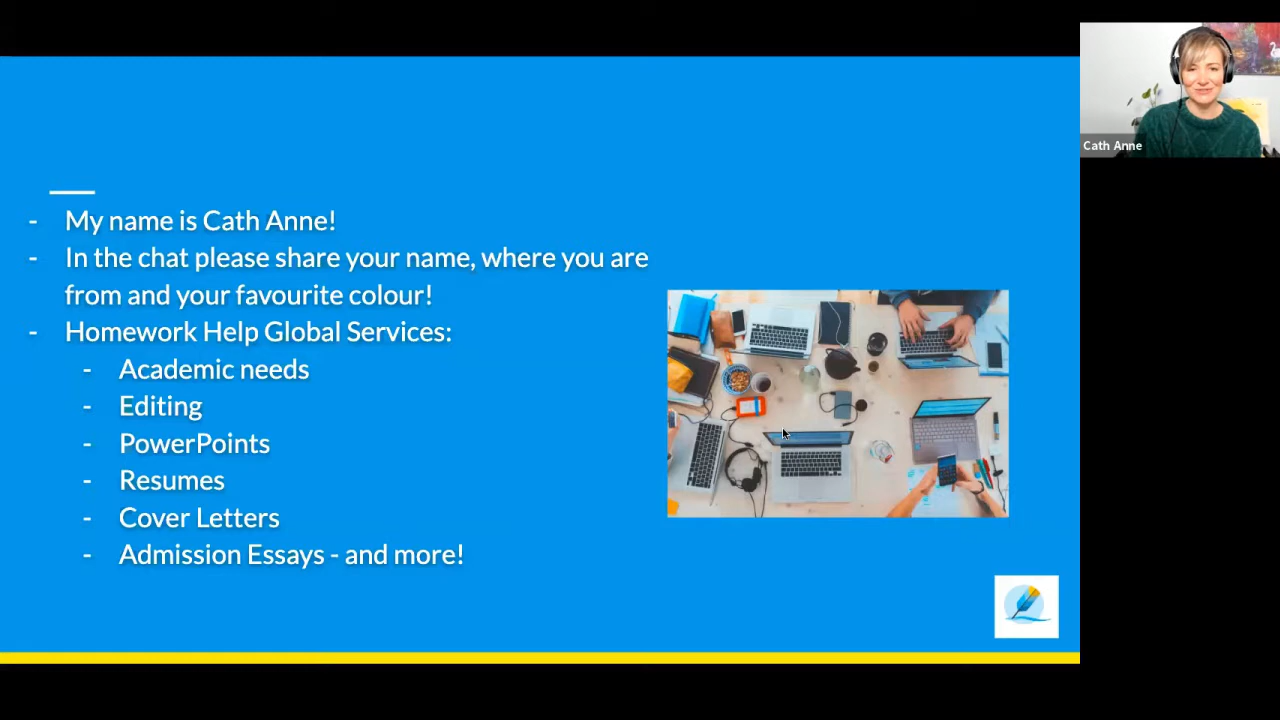 - My name is Cath Anne!
- In the chat please share your name, where you are
from and your favourite colour!
- Homework Help Global Services:
- Academic needs
- Editing
- PowerPoints
- Resumes
- Cover Letters
- Admission Essays - and more!
Cath Anne